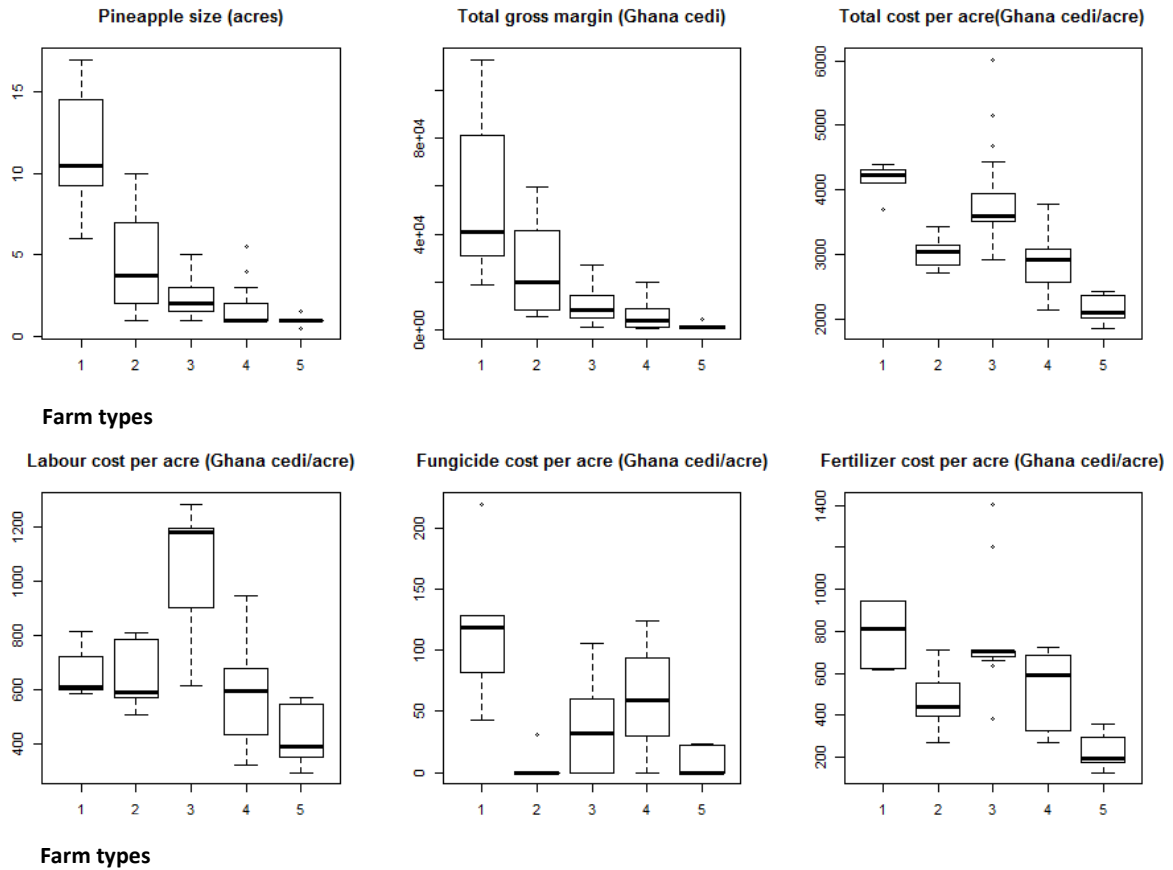 Pineapple size (acres)
Total gross margin (Ghana cedi)
Total cost per acre(Ghana cedi/acre)
15
10
5
0
1 2 3 4 5
8e+04
4e+04
0e+00
1 2 3 4 5
6000
5000
4000
3000
2000
1 2 3 4 5
Farm types
Labour cost per acre (Ghana cedi/acre)
Fungicide cost per acre (Ghana cedi/acre)
Fertilizer cost per acre (Ghana cedi/acre)
1200
1000
800
600
400
1 2 3 4 5
200
150
100
50
0
1 2 3 4 5
1400
1000
800
600
400
200
1 2 3 4 5
Farm types